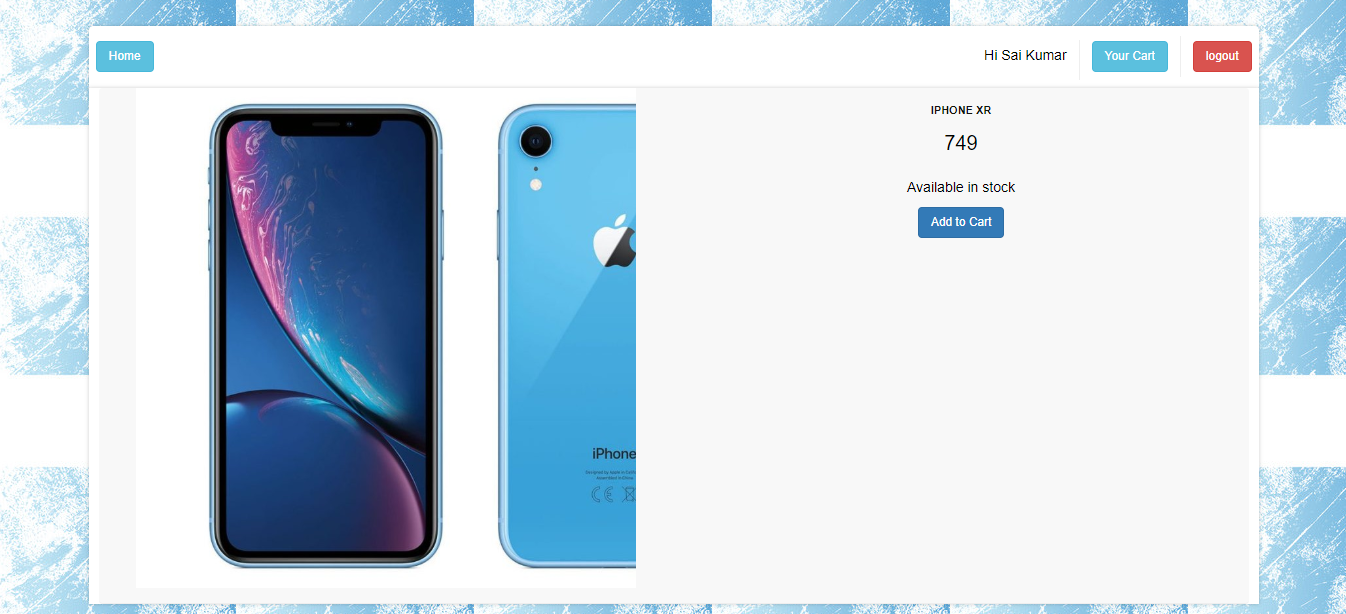 Home
Hi Sai Kumar
Your Cart
logout
IPHONE XR
749
Available in stock
Add to Cart
iPhone